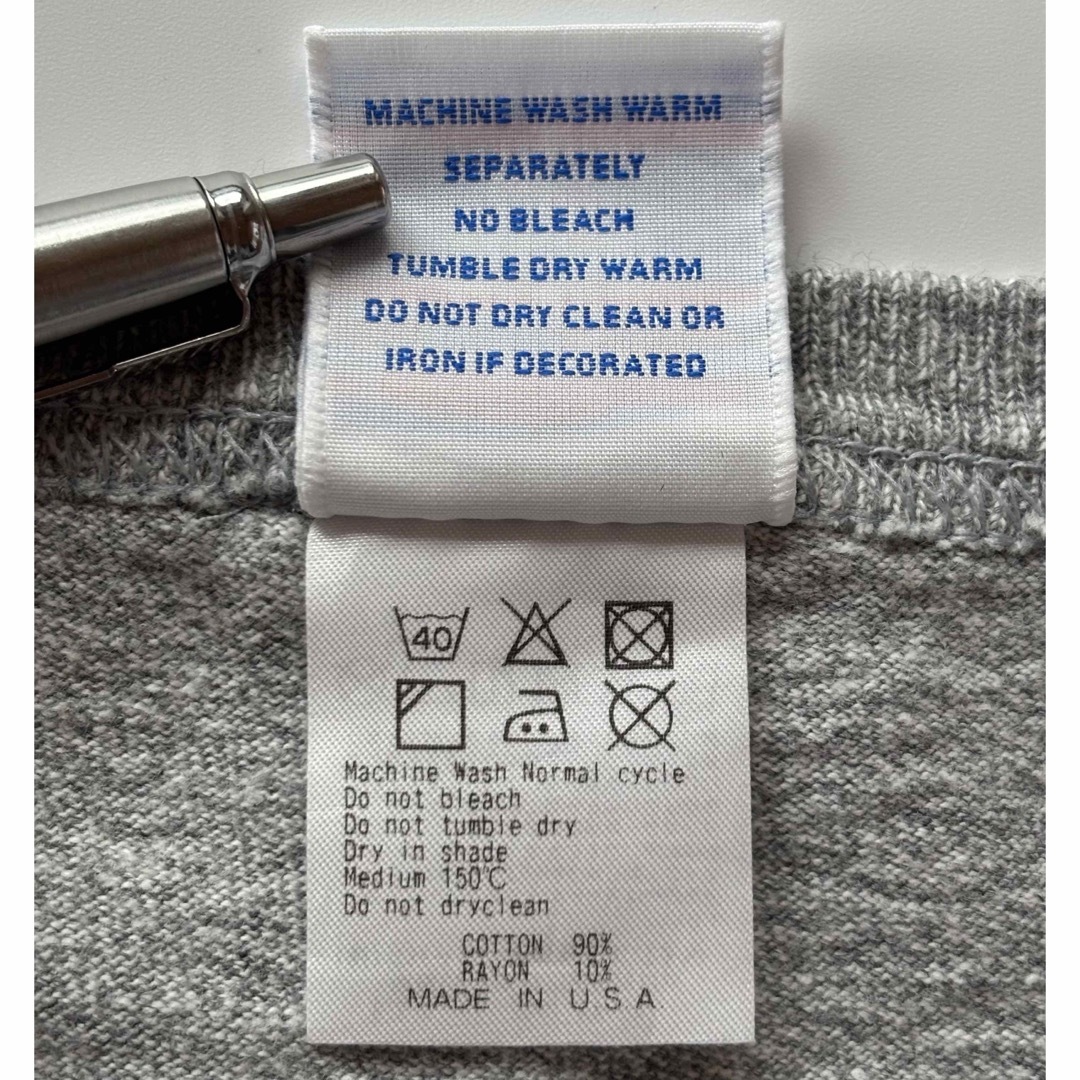 MACHINE WASH WARM
SEPARATELY
NO BLEACH
TUMBLE DRY WARM
DO NOT DRY CLEAN OR
IRON IF DECORATED
40
Machine Wash Normal cycle
Do not bleach
Do not tumble dry
Dry in shade
Medium 150℃
Do not dryclean
COTTON 90%
RAYON 10%
MADE IN U.S.A